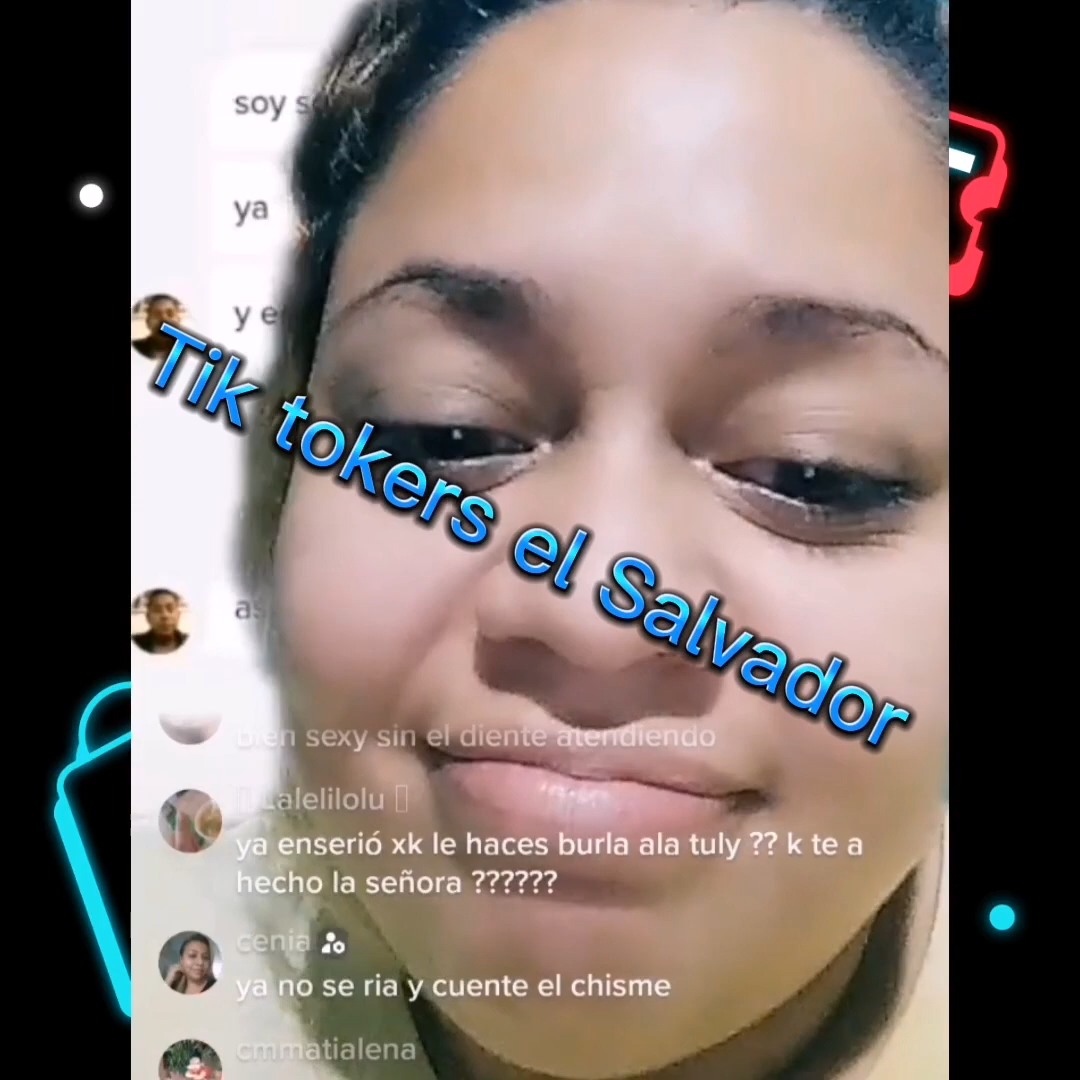 soy
ya
y
Tik tokers el Salvador
bien sexy sin el diente atendiendo
Lalelilolu
ya enserió xk le haces burla ala tuly ?? k te a
hecho la señora ??????
cenia
ya no se ria y cuente el chisme
cmmatialena